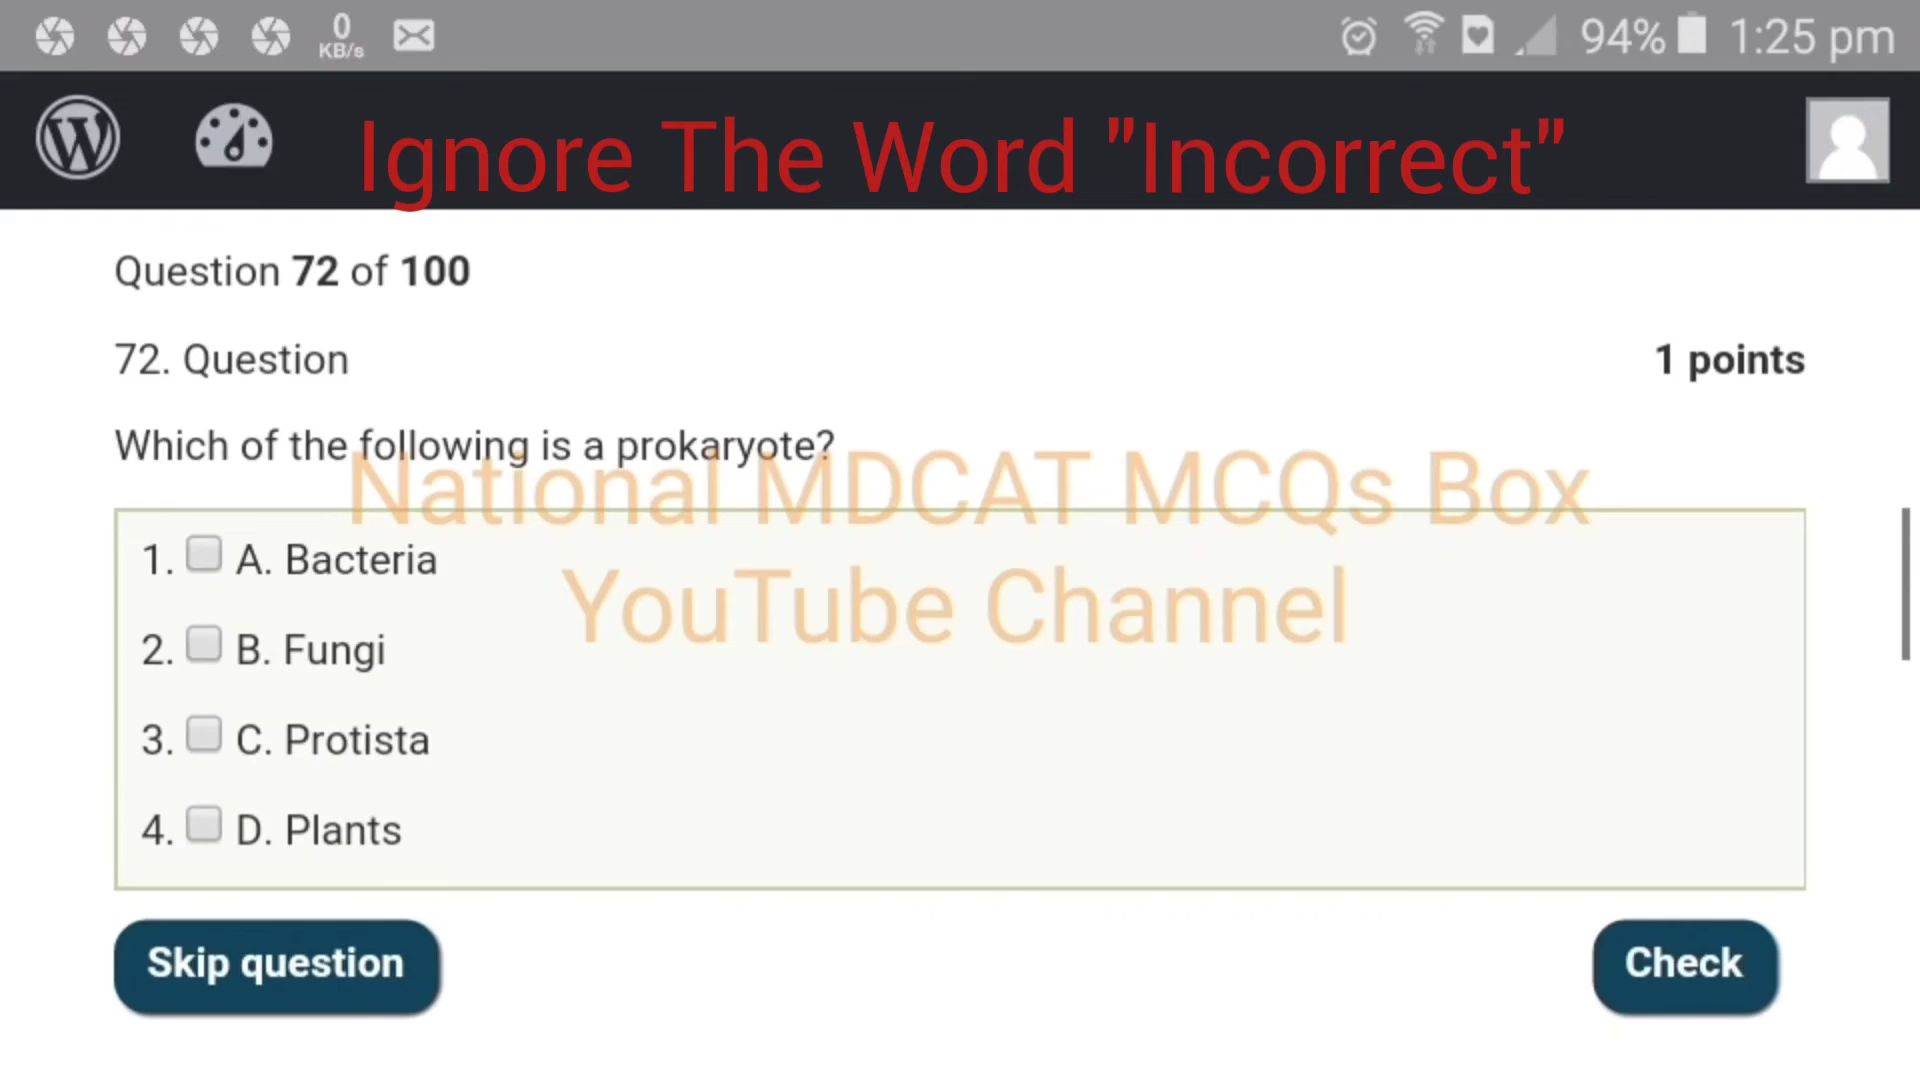 0
KB/s
94% 1:25 pm
Ignore The Word "Incorrect"
Question 72 of 100
72. Question
1 points
Which of the following is a prokaryote?
National MDCAT MCQs Box
YouTube Channel
1. A. Bacteria
2. B. Fungi
3. C. Protista
4. D. Plants
Skip question
Check